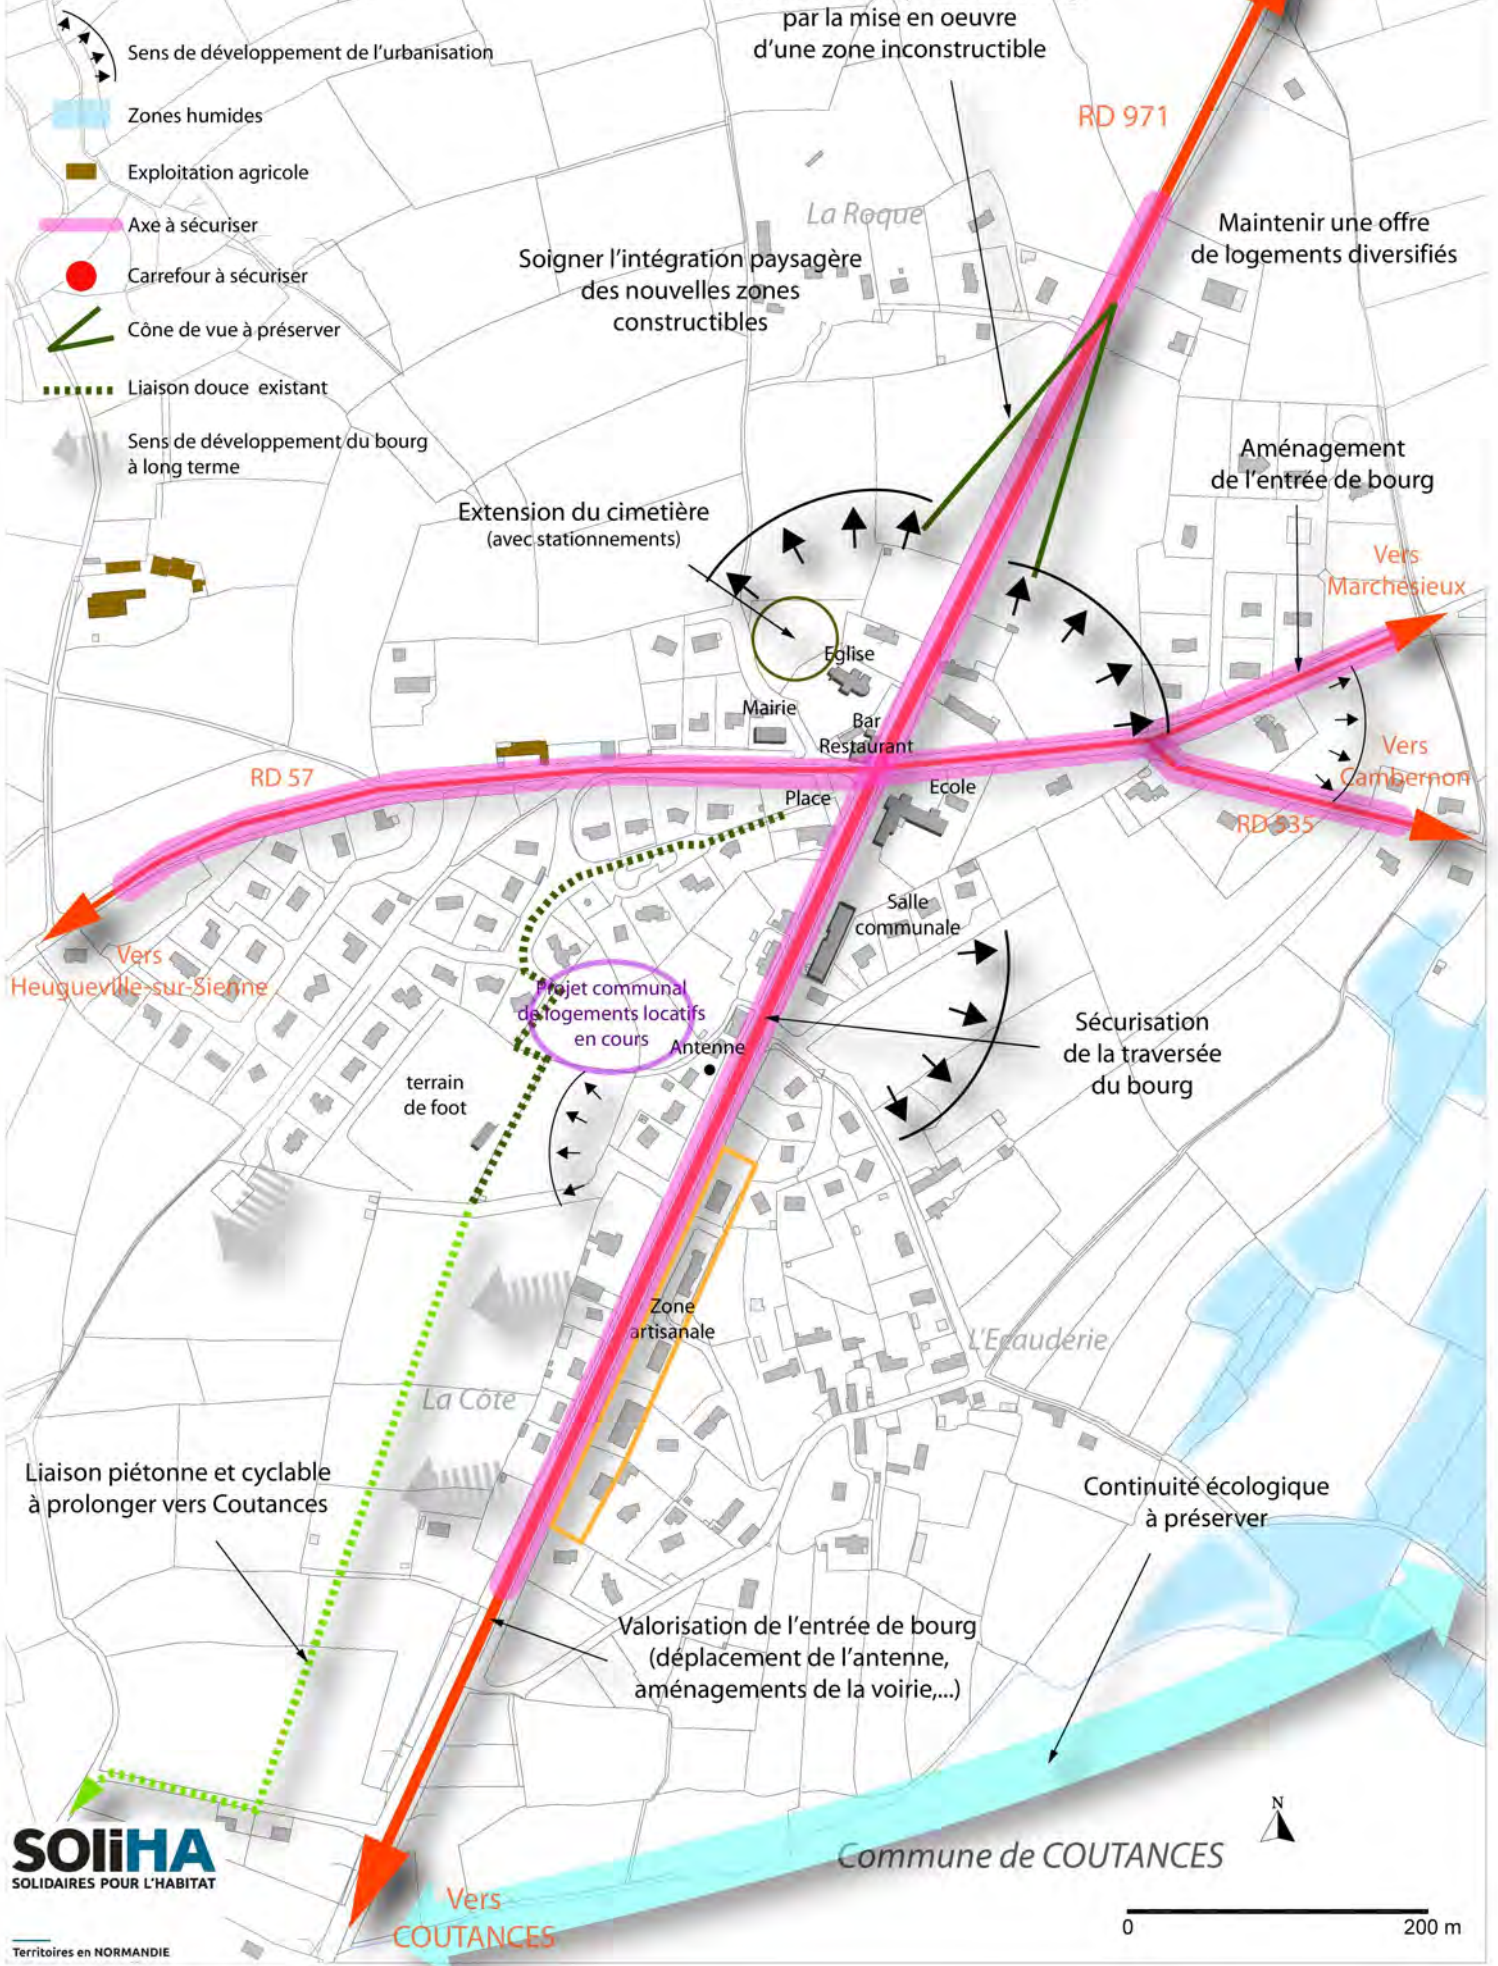 Sens de développement de l'urbanisation
Zones humides
Exploitation agricole
Axe à sécuriser
Carrefour à sécuriser
Cône de vue à préserver
Liaison douce existant
Sens de développement du bourg
à long terme
par la mise en oeuvre
d'une zone inconstructible
RD 971
La Roque
Maintenir une offre
de logements diversifiés
Soigner l'intégration paysagère
des nouvelles zones
constructibles
Aménagement
de l'entrée de bourg
Extension du cimetière
(avec stationnements)
Vers
Marchésieux
Eglise
Mairie
Bar
Restaurant
RD 57
Vers
Cambernon
Place
Ecole
RD 535
Salle
communale
Vers
Heugueville-sur-Sienne
Projet communal
de logements locatifs
en cours
Antenne
Sécurisation
de la traversée
du bourg
terrain
de foot
Zone
artisanale
L'Ecauderie
La Côte
Liaison piétonne et cyclable
à prolonger vers Coutances
Continuité écologique
à préserver
Valorisation de l'entrée de bourg
(déplacement de l'antenne,
aménagements de la voirie,...)
N
Commune de COUTANCES
SOliHA
SOLIDAIRES POUR L'HABITAT
Vers
COUTANCES
0 200 m
Territoires en NORMANDIE